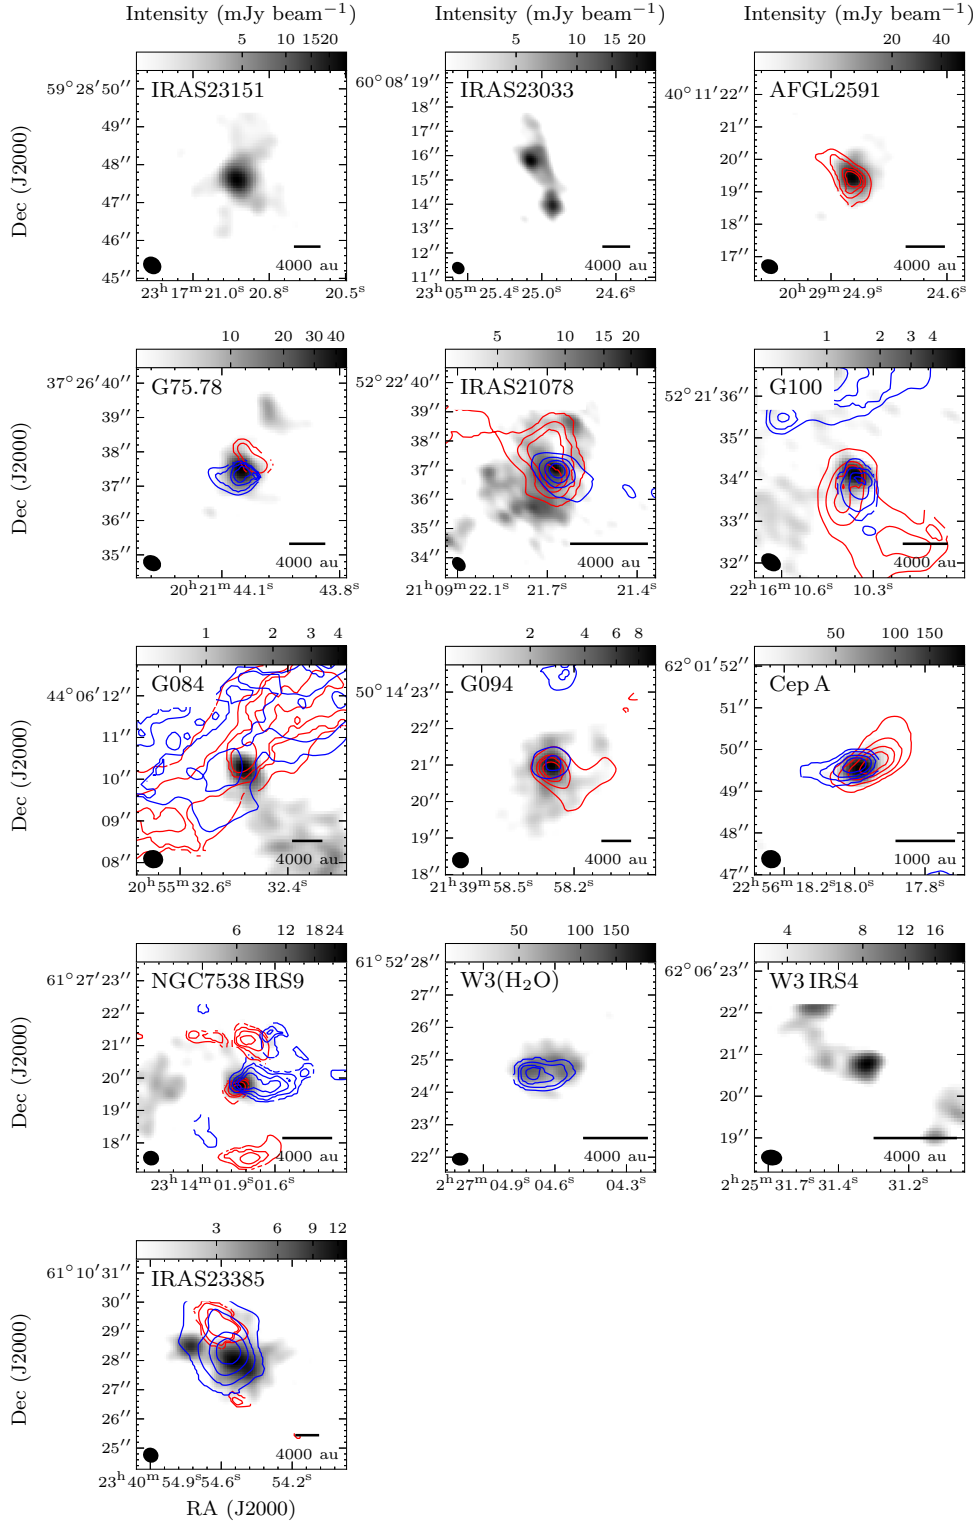 Intensity (mJy beam⁻¹) Intensity (mJy beam⁻¹) Intensity (mJy beam⁻¹)
5 10 15 20 5 10 15 20 20 40
IRAS23151 IRAS23033 AFGL2591
59°28′50″ 49″ 48″ 47″ 46″ 45″
60°08′19″ 18″ 17″ 16″ 15″ 14″ 13″ 12″ 11″
40°11′22″ 21″ 20″ 19″ 18″ 17″
Dec (J2000)
4000 au 4000 au 4000 au
23ʰ17ᵐ21.0ˢ 20.8ˢ 20.5ˢ 23ʰ05ᵐ25.4ˢ 25.0ˢ 24.6ˢ 20ʰ29ᵐ24.9ˢ 24.6ˢ
10 20 30 40 5 10 15 20 1 2 3 4
G75.78 IRAS21078 G100
37°26′40″ 39″ 38″ 37″ 36″ 35″
52°22′40″ 39″ 38″ 37″ 36″ 35″ 34″
52°21′36″ 35″ 34″ 33″ 32″
Dec (J2000)
4000 au 4000 au 4000 au
20ʰ21ᵐ44.1ˢ 43.8ˢ 21ʰ09ᵐ22.1ˢ 21.7ˢ 21.4ˢ 22ʰ16ᵐ10.6ˢ 10.3ˢ
1 2 3 4 2 4 6 8 50 100 150
G084 G094 Cep A
44°06′12″ 11″ 10″ 09″ 08″
50°14′23″ 22″ 21″ 20″ 19″ 18″
62°01′52″ 51″ 50″ 49″ 48″ 47″
Dec (J2000)
4000 au 4000 au 1000 au
20ʰ55ᵐ32.6ˢ 32.4ˢ 21ʰ39ᵐ58.5ˢ 58.2ˢ 22ʰ56ᵐ18.2ˢ 18.0ˢ 17.8ˢ
6 12 18 24 50 100 150 4 8 12 16
NGC7538 IRS9 W3(H₂O) W3 IRS4
61°27′23″ 22″ 21″ 20″ 19″ 18″
61°52′28″ 27″ 26″ 25″ 24″ 23″ 22″
62°06′23″ 22″ 21″ 20″ 19″
Dec (J2000)
4000 au 4000 au 4000 au
23ʰ14ᵐ01.9ˢ 01.6ˢ 2ʰ27ᵐ04.9ˢ 04.6ˢ 04.3ˢ 2ʰ25ᵐ31.7ˢ 31.4ˢ 31.2ˢ
3 6 9 12
IRAS23385
61°10′31″ 30″ 29″ 28″ 27″ 26″ 25″
Dec (J2000)
4000 au
23ʰ40ᵐ54.9ˢ 54.6ˢ 54.2ˢ
RA (J2000)